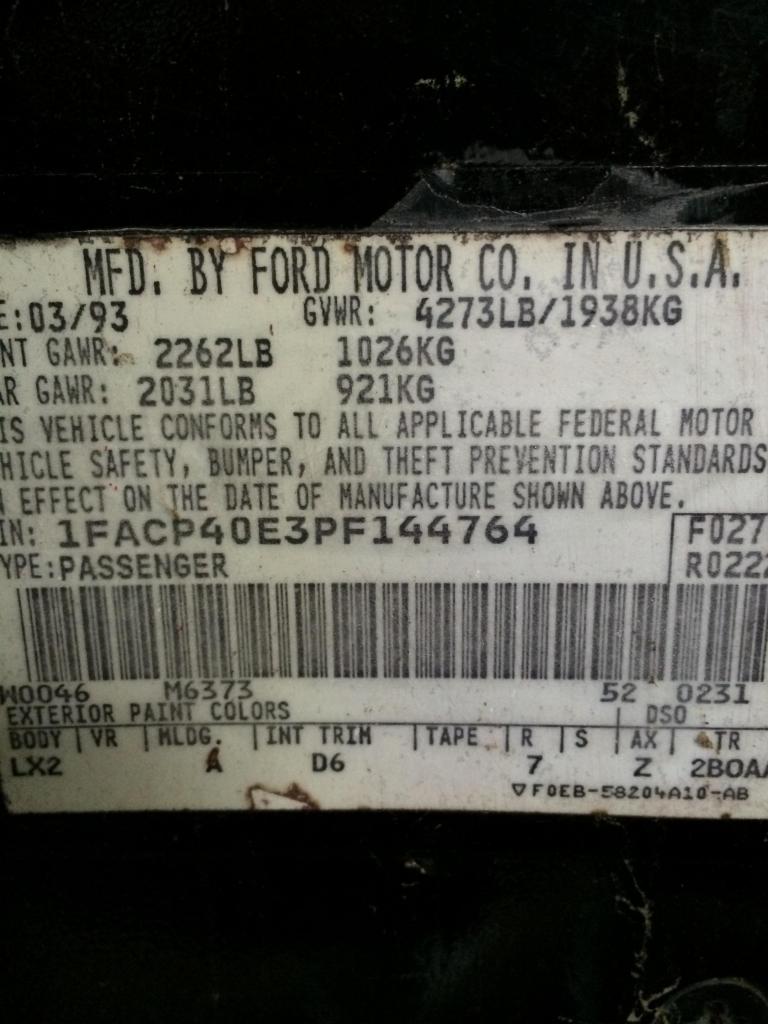 MFD. BY FORD MOTOR CO. IN U.S.A.
E: 03/93 GVWR: 4273LB/1938KG
NT GAWR: 2262LB 1026KG
AR GAWR: 2031LB 921KG
IS VEHICLE CONFORMS TO ALL APPLICABLE FEDERAL MOTOR
HICLE SAFETY, BUMPER, AND THEFT PREVENTION STANDARDS
EFFECT ON THE DATE OF MANUFACTURE SHOWN ABOVE.
IN: 1FACP40E3PF144764 F027
YPE: PASSENGER R0222
W0046 M6373 52 0231
EXTERIOR PAINT COLORS DSO
BODY | VR | MLDG. | INT TRIM | TAPE | R | S | AX | TR
LX2 A D6 7 Z 2BOA
▽F0EB-58204A10-AB